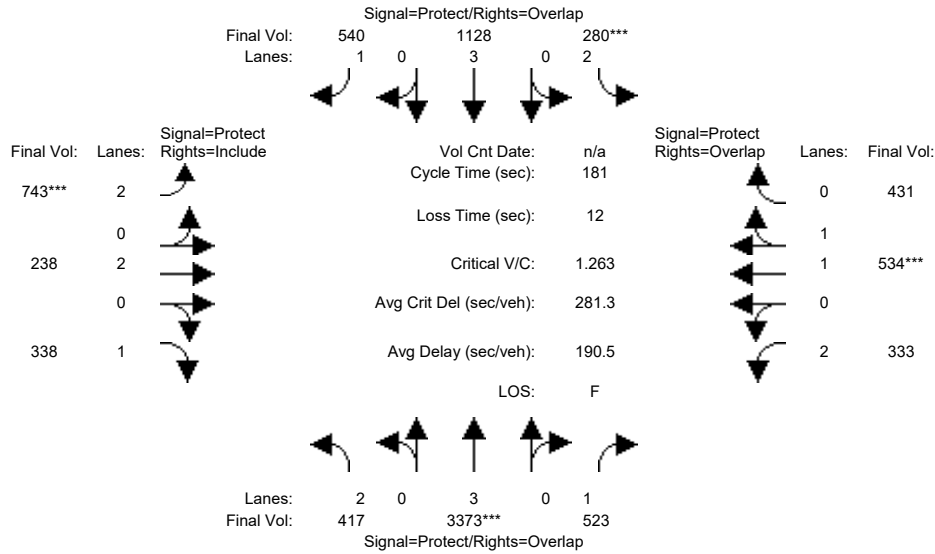 Signal=Protect/Rights=Overlap
Final Vol: 540 1128 280***
Lanes: 1 0 3 0 2
Signal=Protect
Final Vol: Lanes: Rights=Include
Vol Cnt Date: n/a
Signal=Protect
Rights=Overlap Lanes: Final Vol:
Cycle Time (sec): 181
743*** 2
0 431
Loss Time (sec): 12
0
1
238 2
Critical V/C: 1.263
1 534***
0
Avg Crit Del (sec/veh): 281.3
0
338 1
Avg Delay (sec/veh): 190.5
2 333
LOS: F
Lanes: 2 0 3 0 1
Final Vol: 417 3373*** 523
Signal=Protect/Rights=Overlap